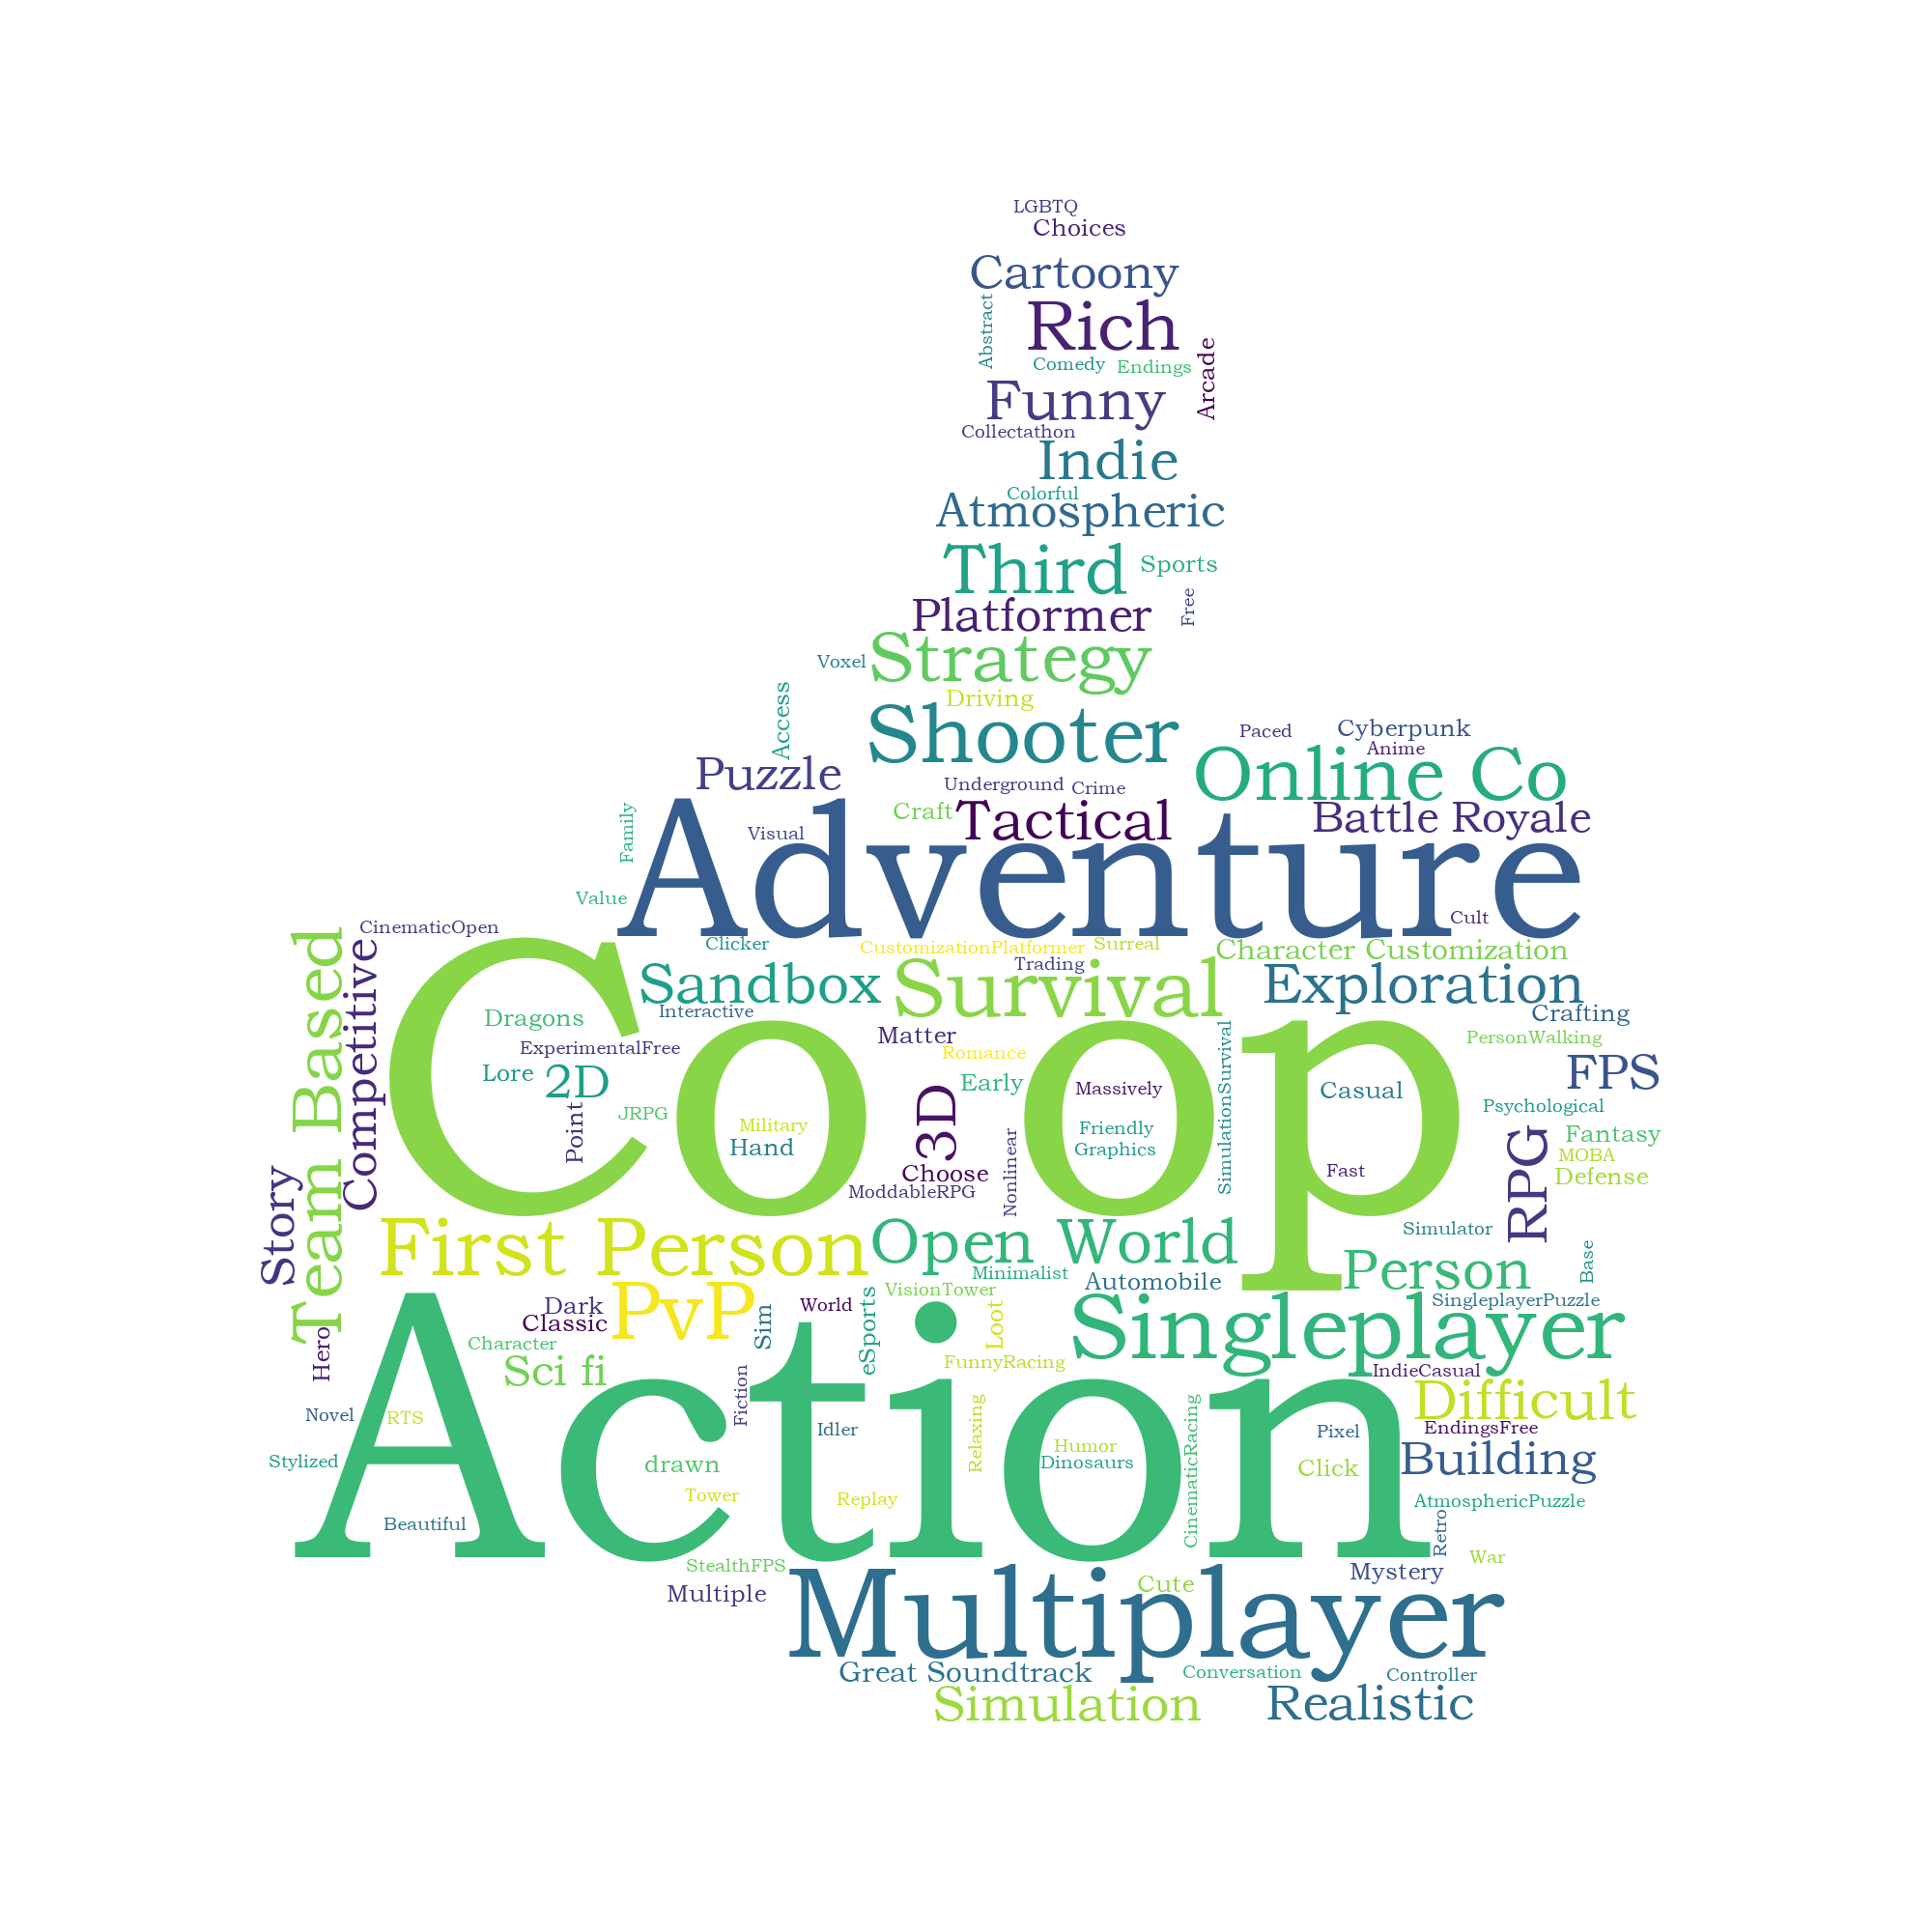 LGBTQ
Choices
Cartoony
Abstract
Rich
Arcade
Comedy
Endings
Funny
Collectathon
Indie
Colorful
Atmospheric
Third
Sports
Free
Platformer
Strategy
Voxel
Access
Driving
Shooter
Paced
Cyberpunk
Anime
Puzzle
Online Co
Underground
Crime
Family
Visual
Craft
Tactical
Battle Royale
Adventure
Value
Cult
CinematicOpen
Team Based
Competitive
Clicker
CustomizationPlatformer
Surreal
Character Customization
Trading
Sandbox
Survival
Exploration
Interactive
Crafting
Dragons
Matter
SimulationSurvival
PersonWalking
ExperimentalFree
Romance
Co op
Lore
2D
Early
Massively
Casual
FPS
Point
JRPG
3D
Psychological
Military
Friendly
Hand
Graphics
Nonlinear
RPG
Fantasy
MOBA
Defense
Choose
Fast
ModdableRPG
Story
First Person
Open World
Simulator
Base
Minimalist
Automobile
Person
VisionTower
PvP
Dark
Classic
Sim
World
eSports
Loot
Singleplayer
SingleplayerPuzzle
Hero
Character
Sci fi
FunnyRacing
IndieCasual
Fiction
Difficult
Novel
RTS
Idler
Relaxing
CinematicRacing
Pixel
EndingsFree
Action
Humor
Dinosaurs
Building
Stylized
drawn
Click
Tower
Replay
AtmosphericPuzzle
Beautiful
Retro
StealthFPS
War
Multiple
Cute
Mystery
Multiplayer
Great Soundtrack
Conversation
Controller
Simulation
Realistic